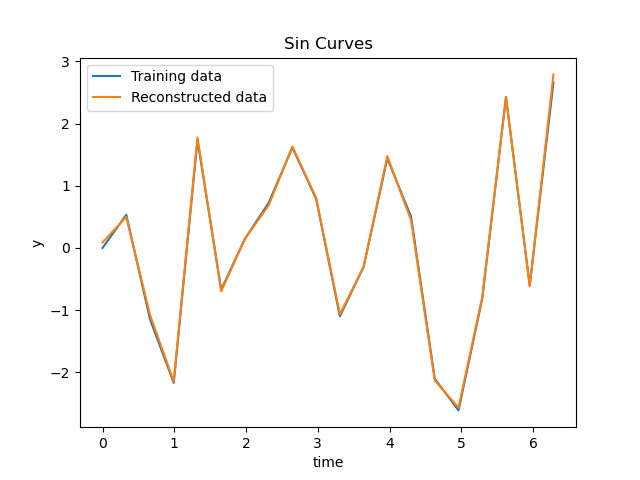 Sin Curves
Training data
Reconstructed data
3
2
1
0
−1
−2
y
0 1 2 3 4 5 6
time